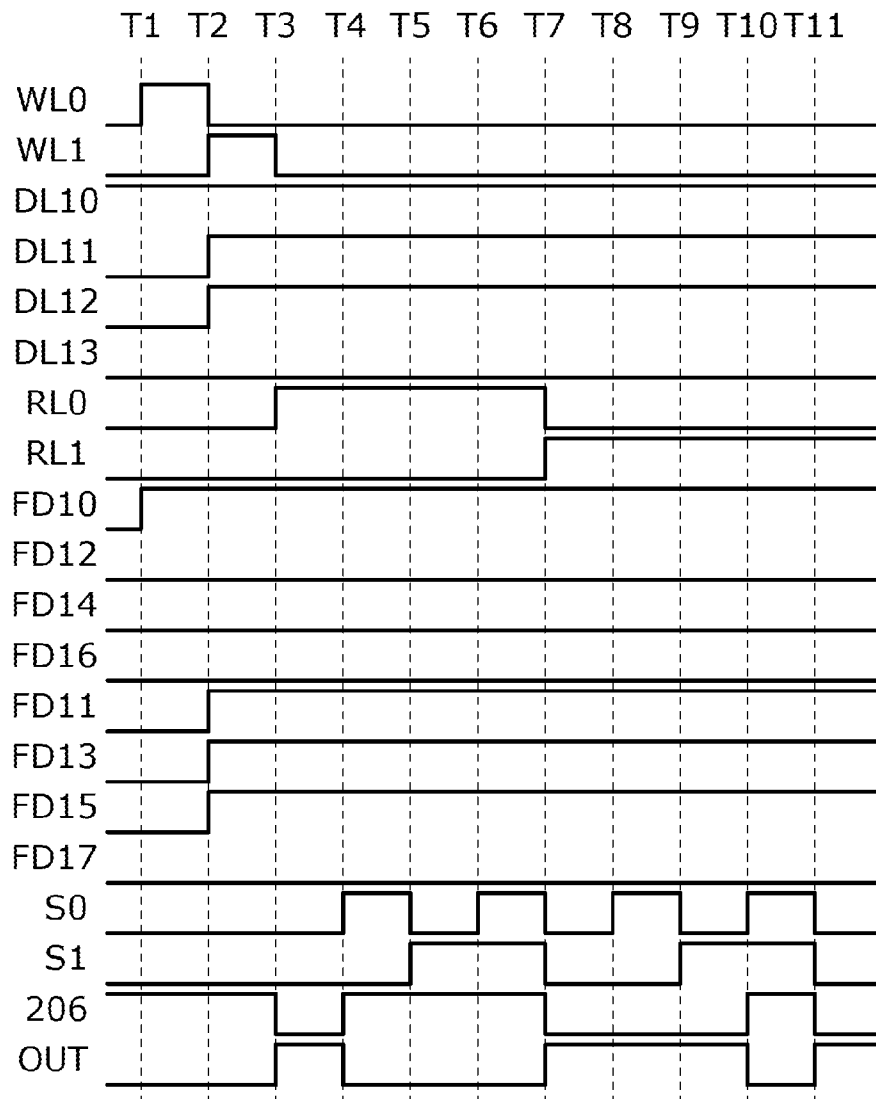 T1 T2 T3 T4 T5 T6 T7 T8 T9 T10 T11
WL0
WL1
DL10
DL11
DL12
DL13
RL0
RL1
FD10
FD12
FD14
FD16
FD11
FD13
FD15
FD17
S0
S1
206
OUT